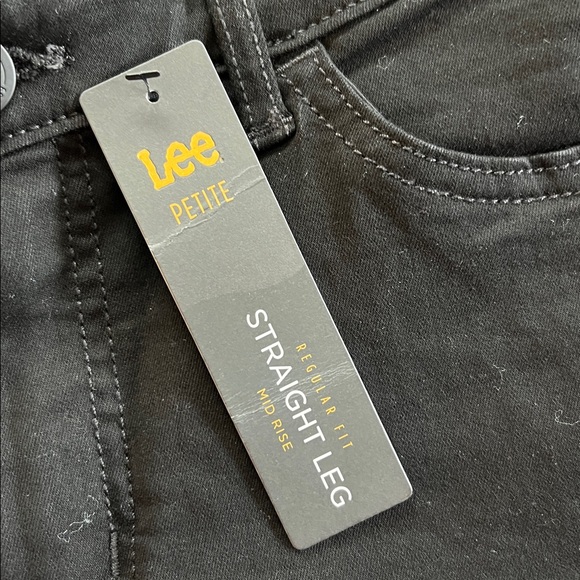 Lee
PETITE
REGULAR FIT
STRAIGHT LEG
MID RISE